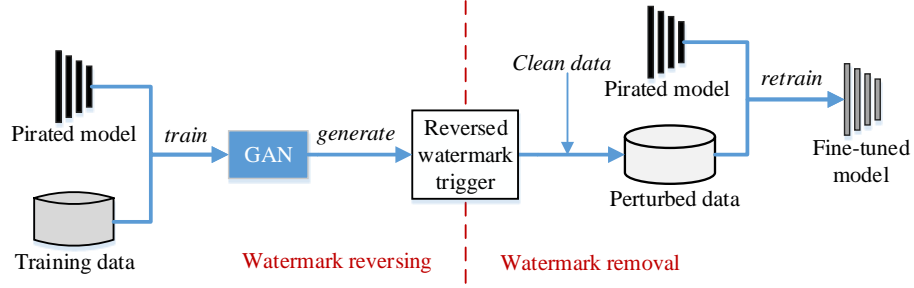 Pirated model
Training data
train
GAN
generate
Reversed
watermark
trigger
Clean data
Pirated model
Perturbed data
retrain
Fine-tuned
model
Watermark reversing
Watermark removal